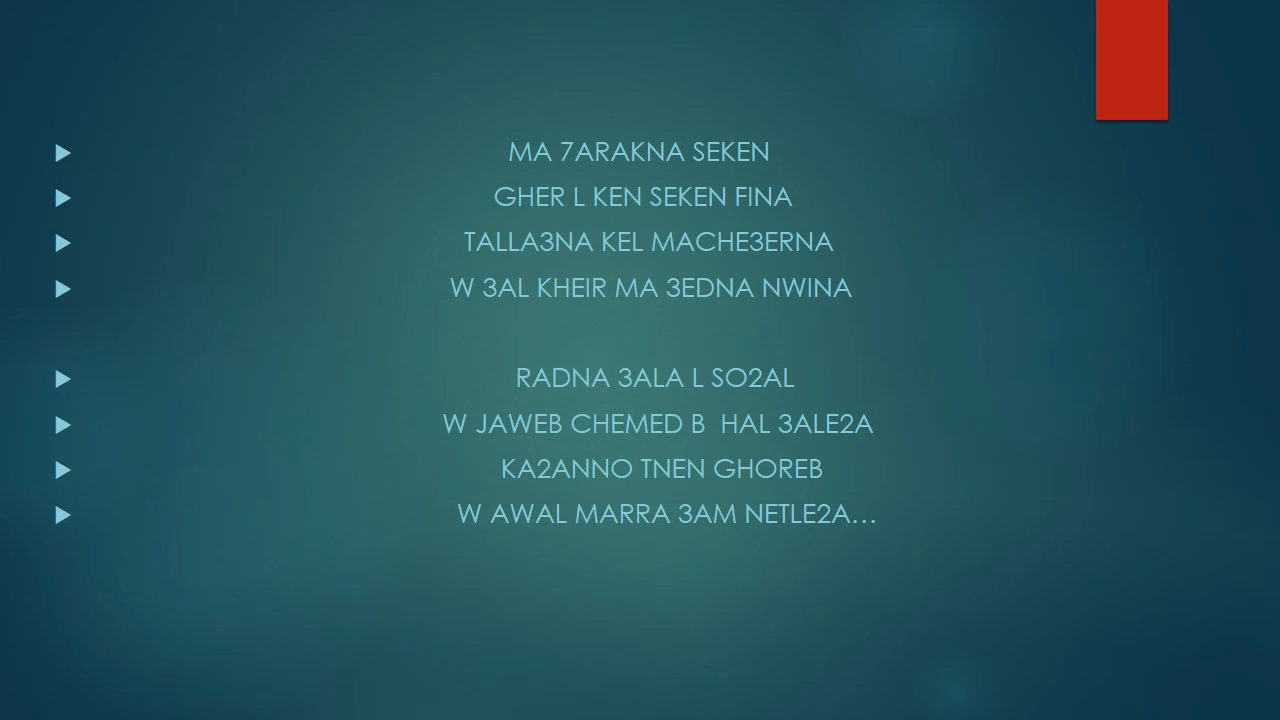 MA 7ARAKNA SEKEN
GHER L KEN SEKEN FINA
TALLA3NA KEL MACHE3ERNA
W 3AL KHEIR MA 3EDNA NWINA
RADNA 3ALA L SO2AL
W JAWEB CHEMED B  HAL 3ALE2A
KA2ANNO TNEN GHOREB
W AWAL MARRA 3AM NETLE2A…